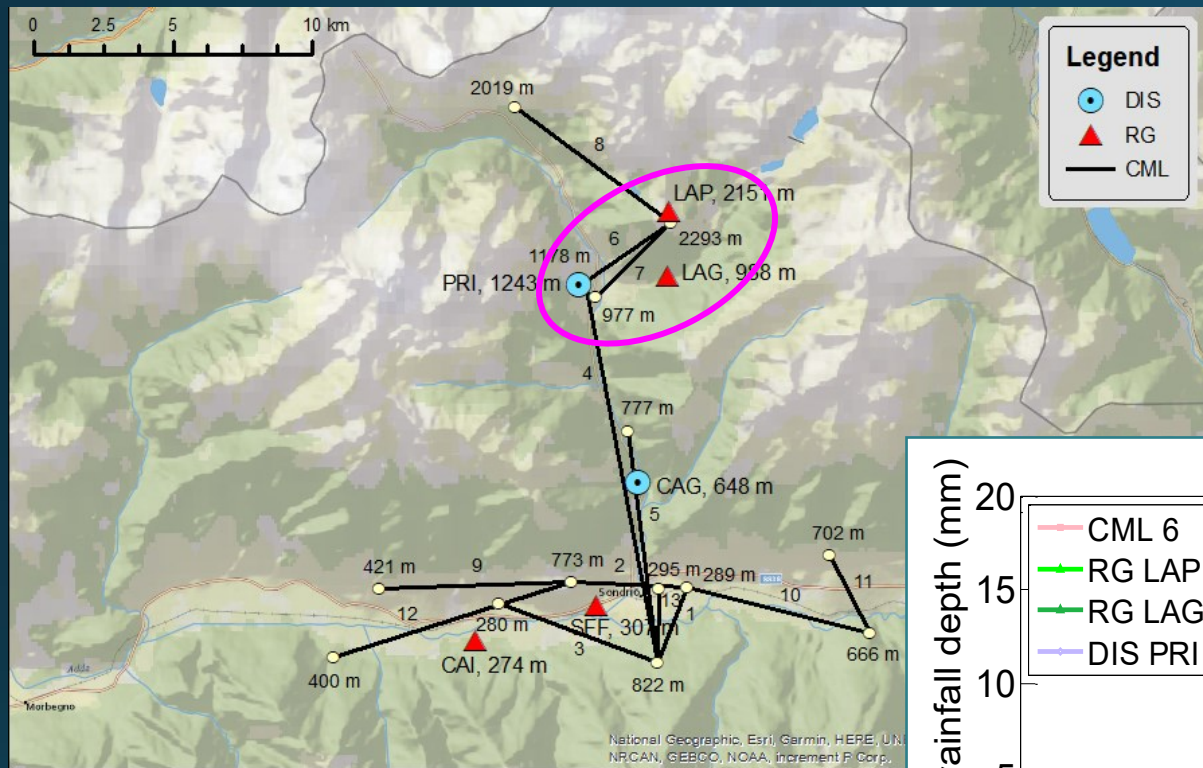 0 2.5 5 10 km
Legend
DIS
RG
CML
2019 m
8
LAP, 2151 m
6
2293 m
1178 m
7
LAG, 988 m
PRI, 1243 m
977 m
4
777 m
CAG, 648 m
5
702 m
773 m
2
295 m
289 m
421 m
9
11
Sondrio
13
1
10
12
280 m
SFF, 307 m
3
CAI, 274 m
666 m
400 m
822 m
Adda
Morbegno
National Geographic, Esri, Garmin, HERE, UN
NRCAN, GEBCO, NOAA, increment P Corp.
ainfall depth (mm)
20
15
10
5
CML 6
RG LAP
RG LAG
DIS PRI